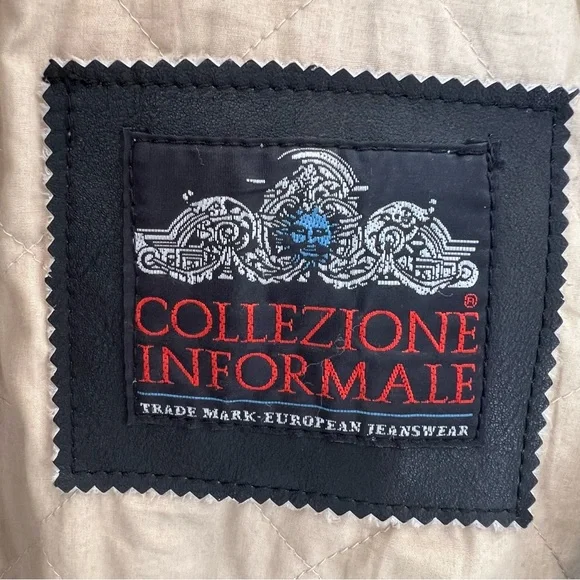 ®
COLLEZIONE
INFORMALE
TRADE MARK-EUROPEAN JEANSWEAR